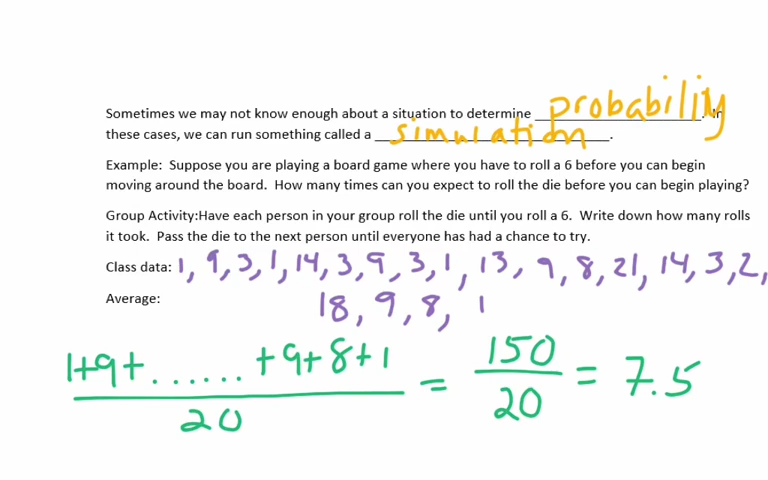 Sometimes we may not know enough about a situation to determine probability. In
these cases, we can run something called a simulation.
Example: Suppose you are playing a board game where you have to roll a 6 before you can begin
moving around the board. How many times can you expect to roll the die before you can begin playing?
Group Activity:Have each person in your group roll the die until you roll a 6. Write down how many rolls
it took. Pass the die to the next person until everyone has had a chance to try.
Class data: 1, 9, 3, 1, 14, 3, 9, 3, 1, 13, 9, 8, 21, 14, 3, 2,
Average: 18, 9, 8, 1
1+9+......+9+8+1 / 20 = 150 / 20 = 7.5